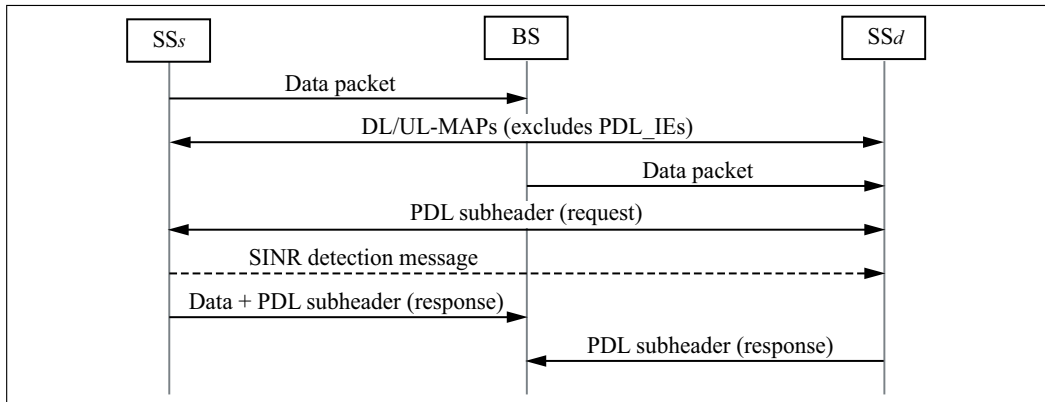 SSs
BS
SSd
Data packet
DL/UL-MAPs (excludes PDL_IEs)
Data packet
PDL subheader (request)
SINR detection message
Data + PDL subheader (response)
PDL subheader (response)